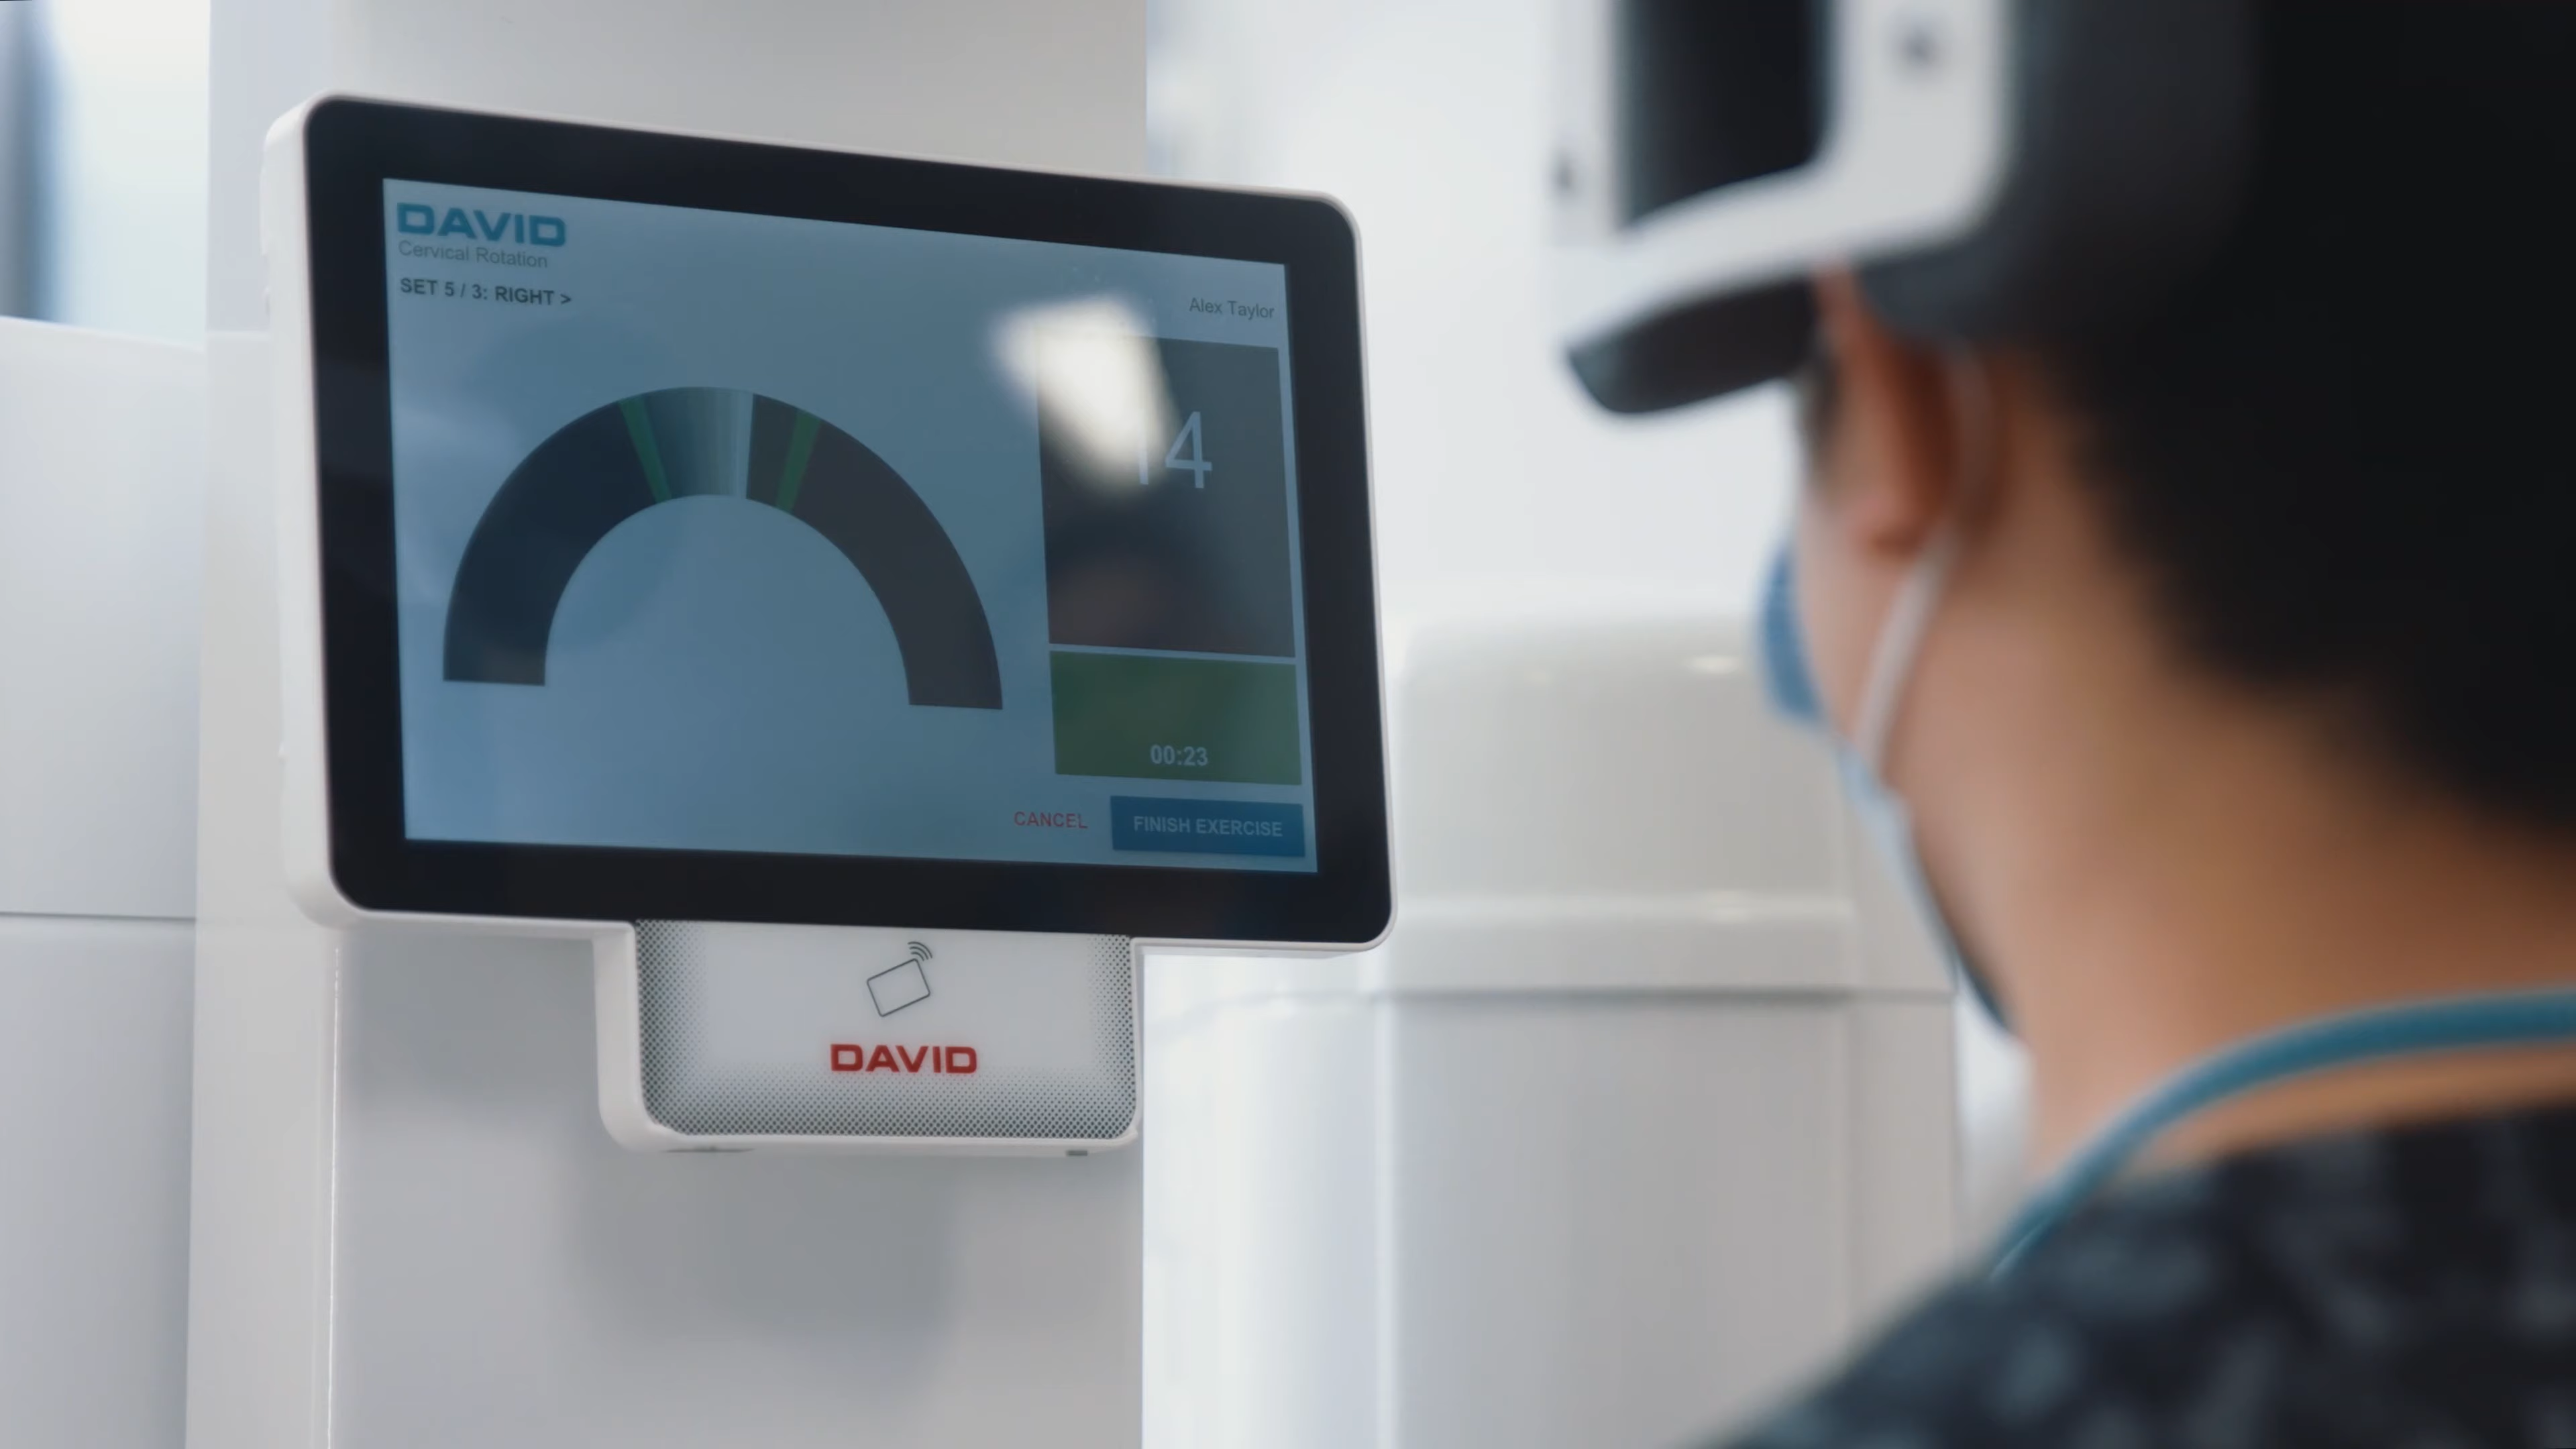 DAVID
Cervical Rotation
SET 5 / 3: RIGHT >
Alex Taylor
14
00:23
CANCEL
FINISH EXERCISE
DAVID